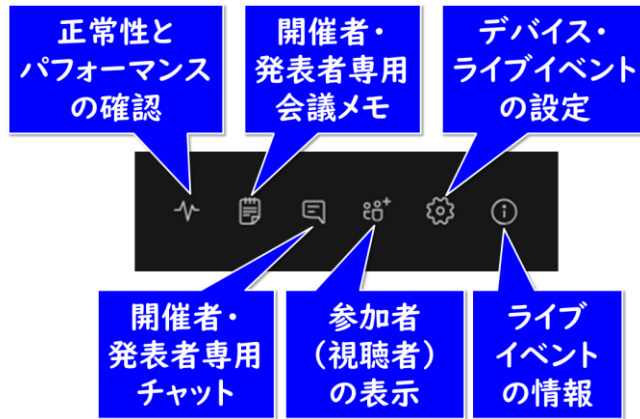 正常性と
パフォーマンス
の確認
開催者・
発表者専用
会議メモ
デバイス・
ライブイベント
の設定
開催者・
発表者専用
チャット
参加者
（視聴者）
の表示
ライブ
イベント
の情報